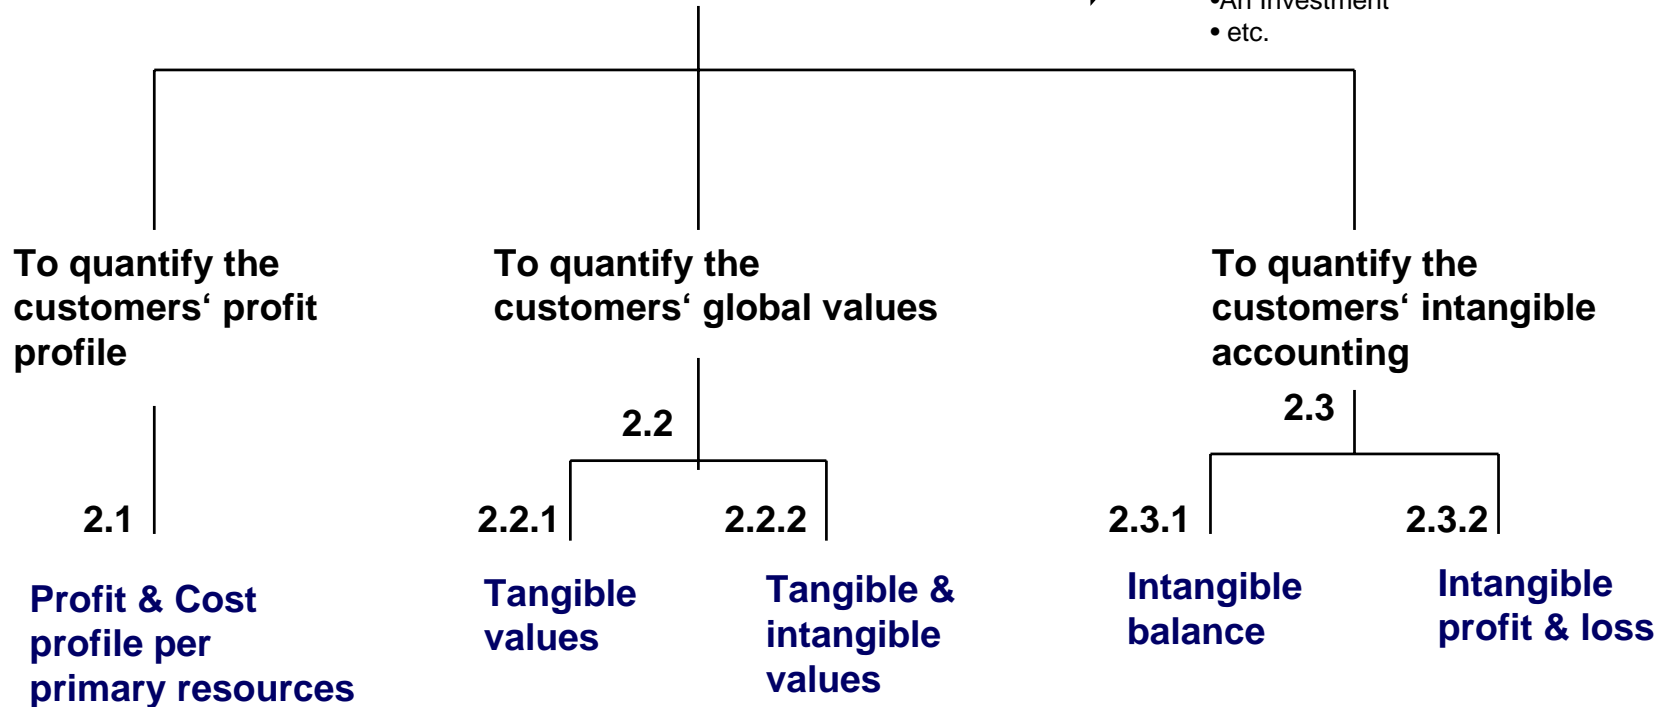 •An Investment
• etc.
To quantify the
customers‘ profit
profile
To quantify the
customers‘ global values
To quantify the
customers‘ intangible
accounting
2.2
2.3
2.1
2.2.1
2.2.2
2.3.1
2.3.2
Profit & Cost
profile per
primary resources
Tangible
values
Tangible &
intangible
values
Intangible
balance
Intangible
profit & loss